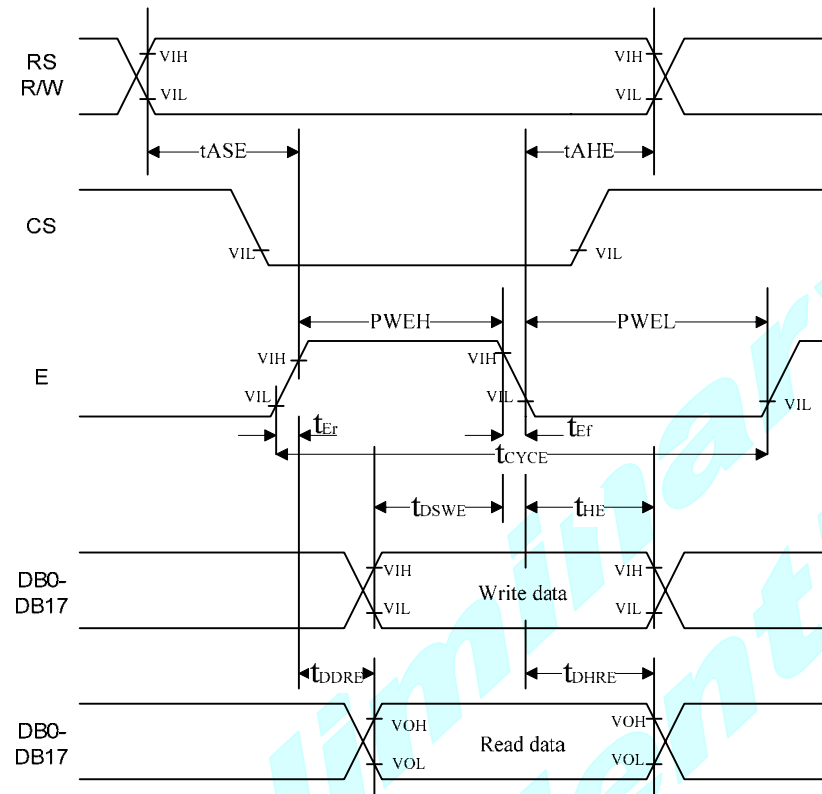 RS
R/W
VIH
VIL
VIH
VIL
tASE
tAHE
CS
VIL
VIL
PWEH
PWEL
E
VIH
VIL
VIH
VIL
VIL
tEr
tEf
tCYCE
tDSWE
tHE
DB0-
DB17
VIH
VIL
Write data
VIH
VIL
tDDRE
tDHRE
DB0-
DB17
VOH
VOL
Read data
VOH
VOL